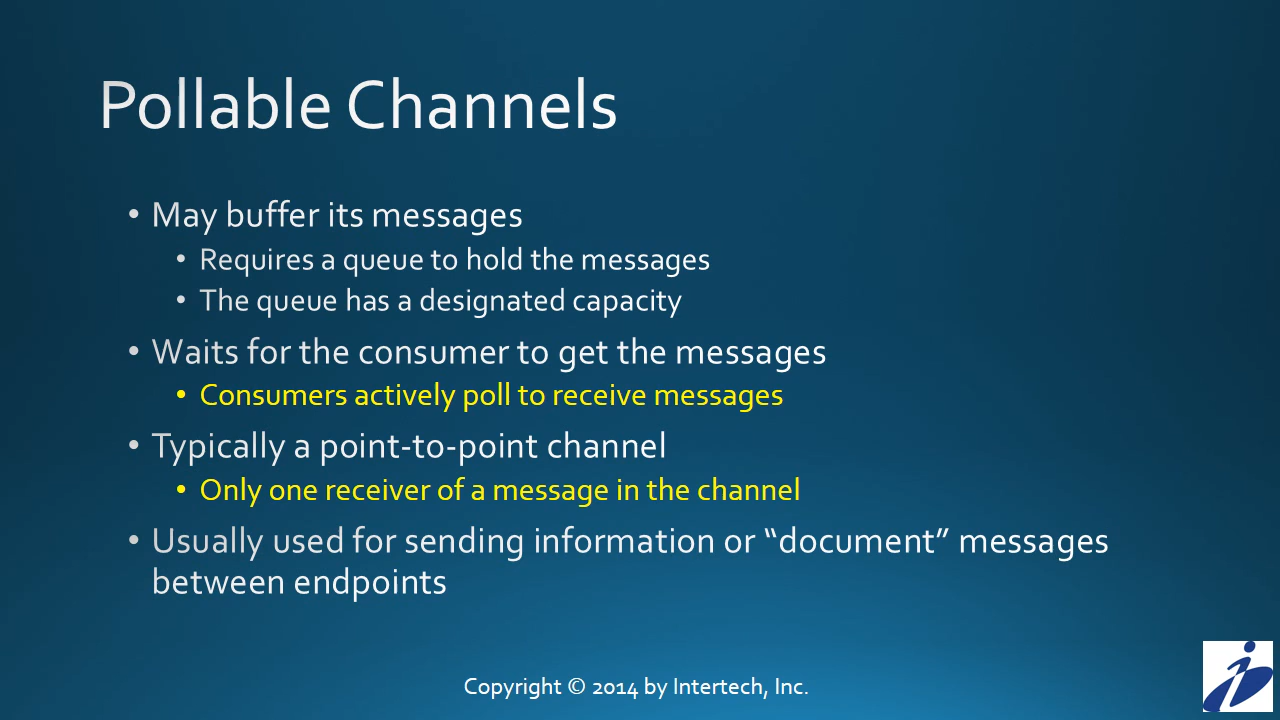 Pollable Channels
• May buffer its messages
• Requires a queue to hold the messages
• The queue has a designated capacity
• Waits for the consumer to get the messages
• Consumers actively poll to receive messages
• Typically a point-to-point channel
• Only one receiver of a message in the channel
• Usually used for sending information or “document” messages
between endpoints
Copyright © 2014 by Intertech, Inc.